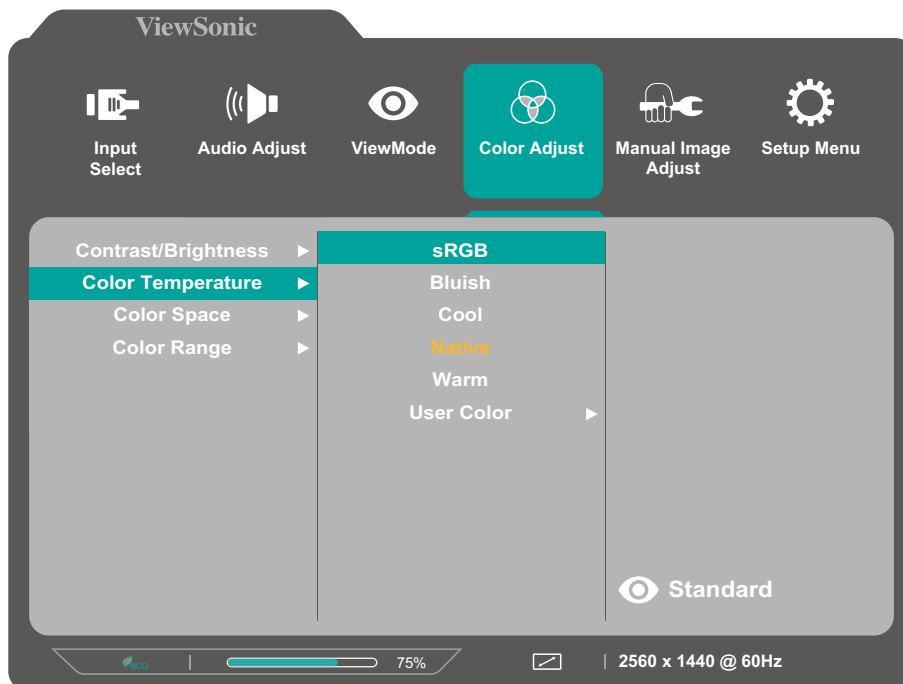 ViewSonic
Input Select
Audio Adjust
ViewMode
Color Adjust
Manual Image Adjust
Setup Menu
Contrast/Brightness
Color Temperature
Color Space
Color Range
sRGB
Bluish
Cool
Native
Warm
User Color
Standard
eco
75%
2560 x 1440 @ 60Hz